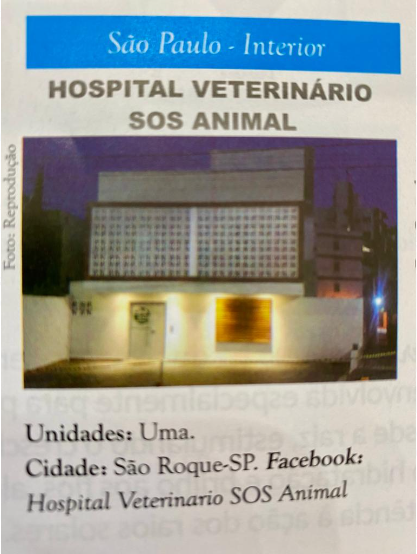 São Paulo - Interior
HOSPITAL VETERINÁRIO
SOS ANIMAL
Foto: Reprodução
Unidades: Uma.
Cidade: São Roque-SP. Facebook:
Hospital Veterinario SOS Animal